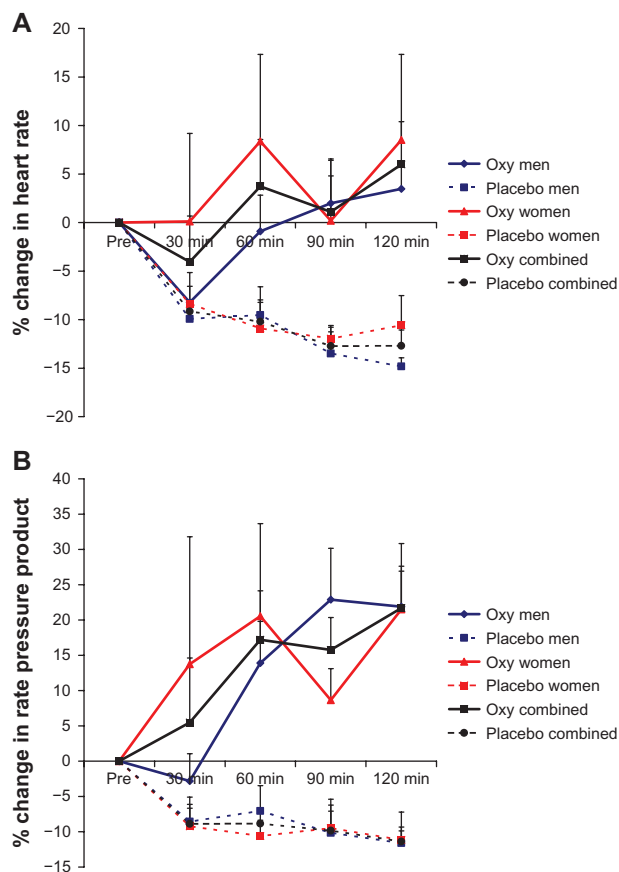 A
20
15
10
5
0
−5
−10
−15
−20
% change in heart rate
Pre 30 min 60 min 90 min 120 min
Oxy men
Placebo men
Oxy women
Placebo women
Oxy combined
Placebo combined
B
40
35
30
25
20
15
10
5
0
−5
−10
−15
% change in rate pressure product
Pre 30 min 60 min 90 min 120 min
Oxy men
Placebo men
Oxy women
Placebo women
Oxy combined
Placebo combined